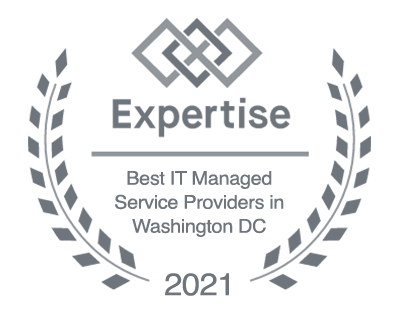 Expertise
Best IT Managed
Service Providers in
Washington DC
2021